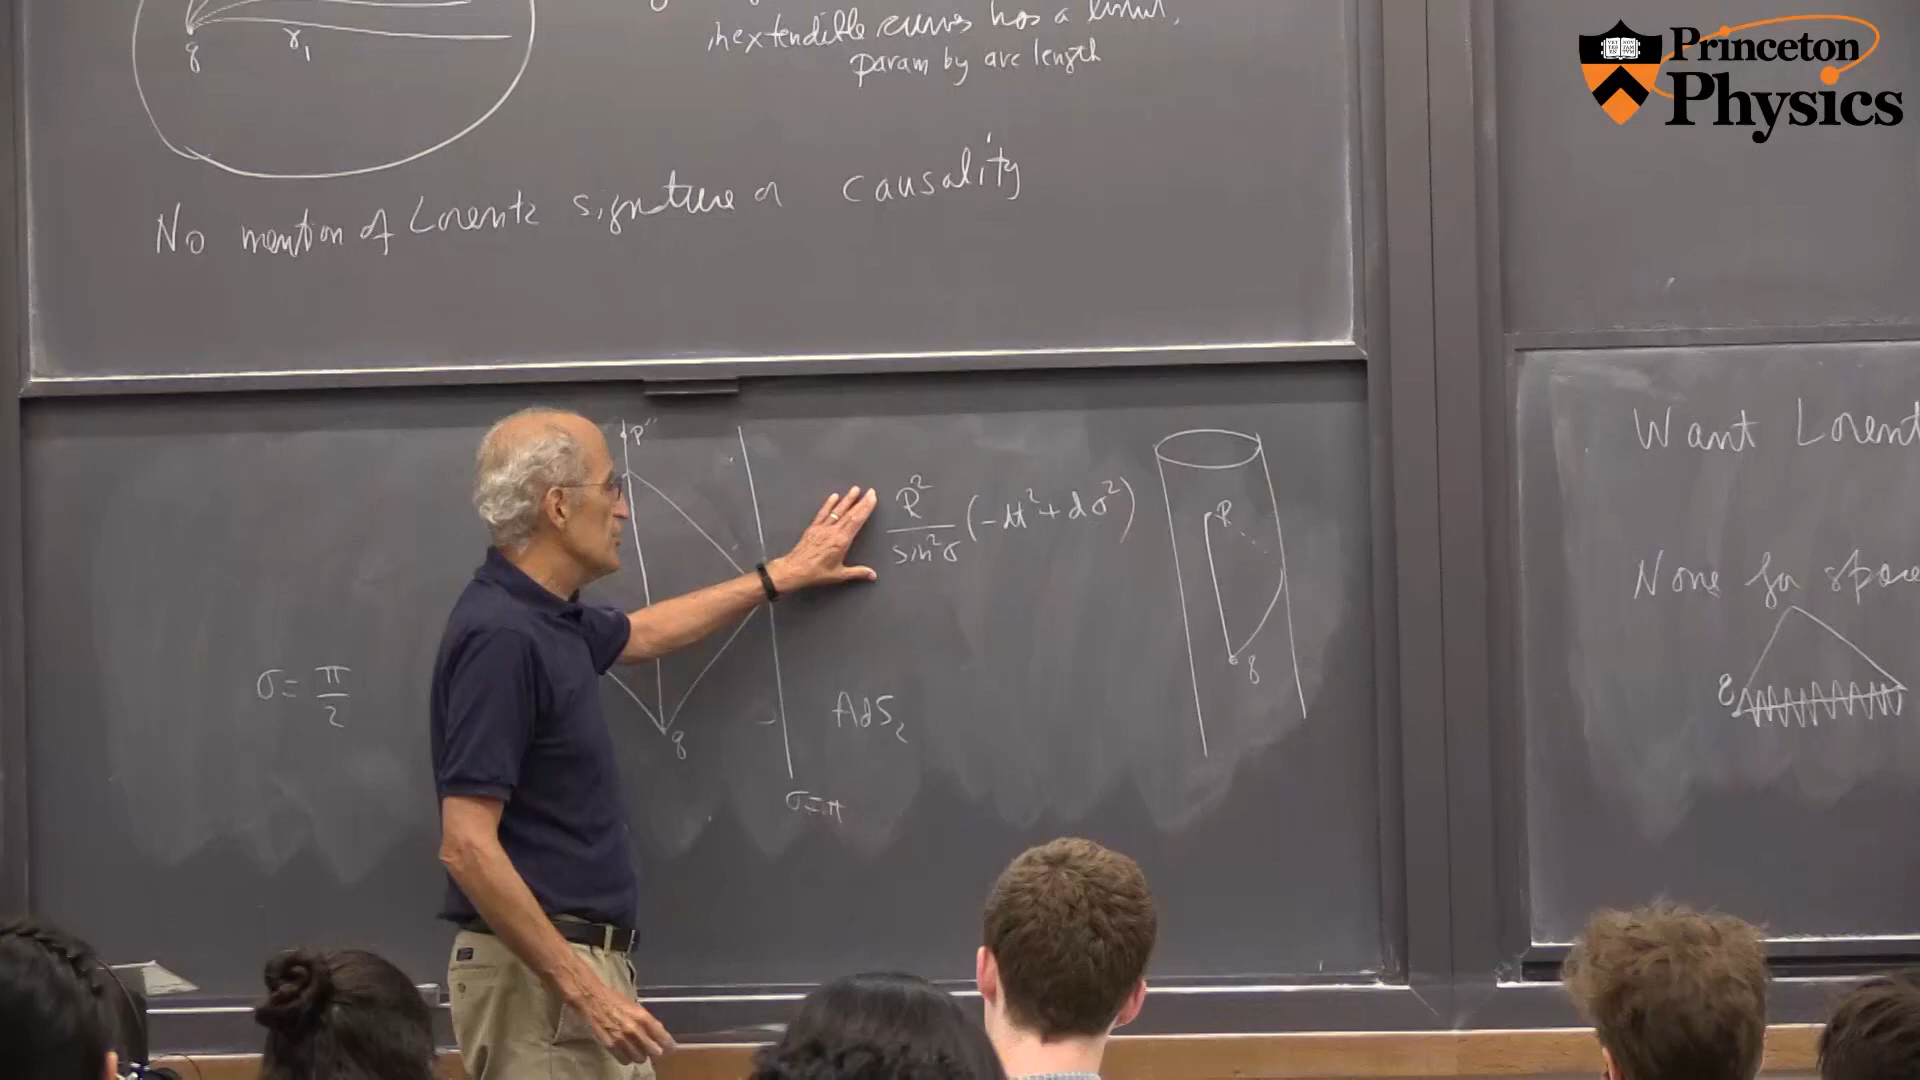 Princeton
Physics
q γ₁
inextendible curves has a limit,
param by arc length
No mention of Lorentz signature or causality
p''
q
σ = π/2
σ=π
AdS₂
R²/sin²σ (-dt² + dσ²)
q
Want Lorent
None for space
q